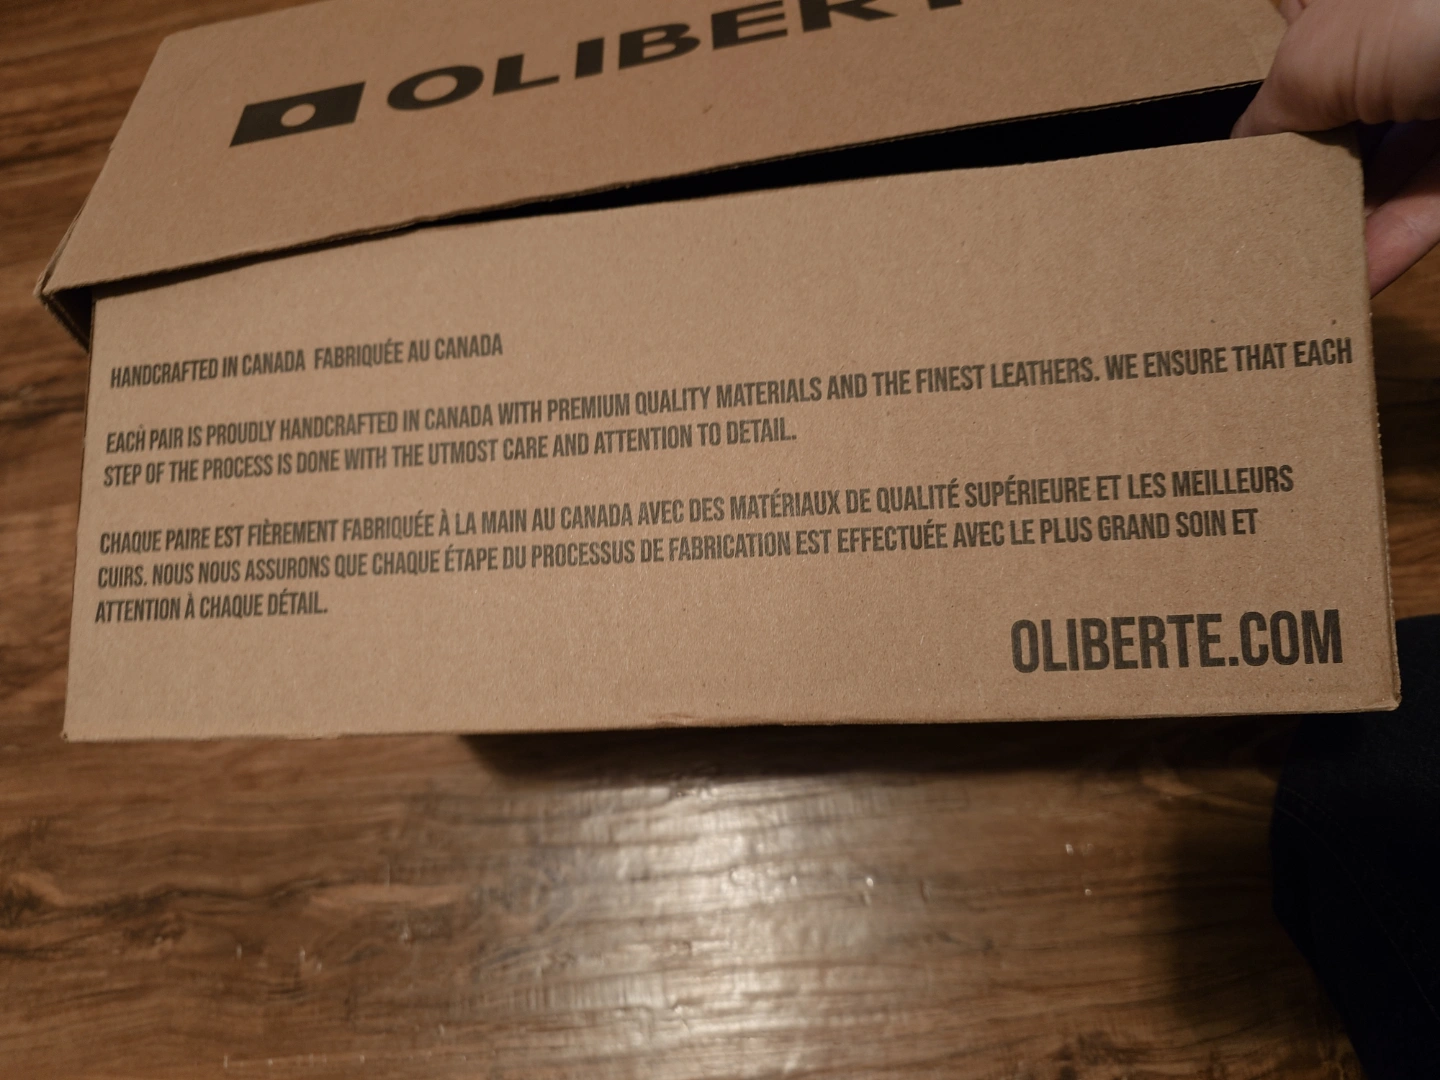 OLIBERT
HANDCRAFTED IN CANADA FABRIQUÉE AU CANADA
EACH PAIR IS PROUDLY HANDCRAFTED IN CANADA WITH PREMIUM QUALITY MATERIALS AND THE FINEST LEATHERS. WE ENSURE THAT EACH
STEP OF THE PROCESS IS DONE WITH THE UTMOST CARE AND ATTENTION TO DETAIL.
CHAQUE PAIRE EST FIÈREMENT FABRIQUÉE À LA MAIN AU CANADA AVEC DES MATÉRIAUX DE QUALITÉ SUPÉRIEURE ET LES MEILLEURS
CUIRS. NOUS NOUS ASSURONS QUE CHAQUE ÉTAPE DU PROCESSUS DE FABRICATION EST EFFECTUÉE AVEC LE PLUS GRAND SOIN ET
ATTENTION À CHAQUE DÉTAIL.
OLIBERTE.COM